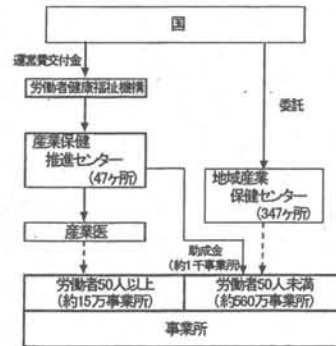 国
運営費交付金
労働者健康福祉機構
委託
産業保健
推進センター
(47ヶ所)
地域産業
保健センター
(347ヶ所)
産業医
助成金
(約1千事業所)
労働者50人以上
(約15万事業所)
労働者50人未満
(約560万事業所)
事業所